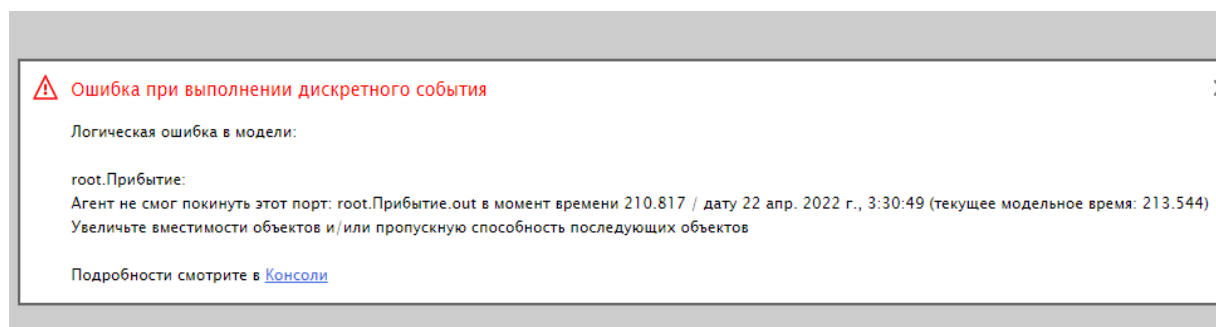 Ошибка при выполнении дискретного события
Логическая ошибка в модели:
root.Прибытие:
Агент не смог покинуть этот порт: root.Прибытие.out в момент времени 210.817 / дату 22 апр. 2022 г., 3:30:49 (текущее модельное время: 213.544)
Увеличьте вместимости объектов и/или пропускную способность последующих объектов
Подробности смотрите в Консоли